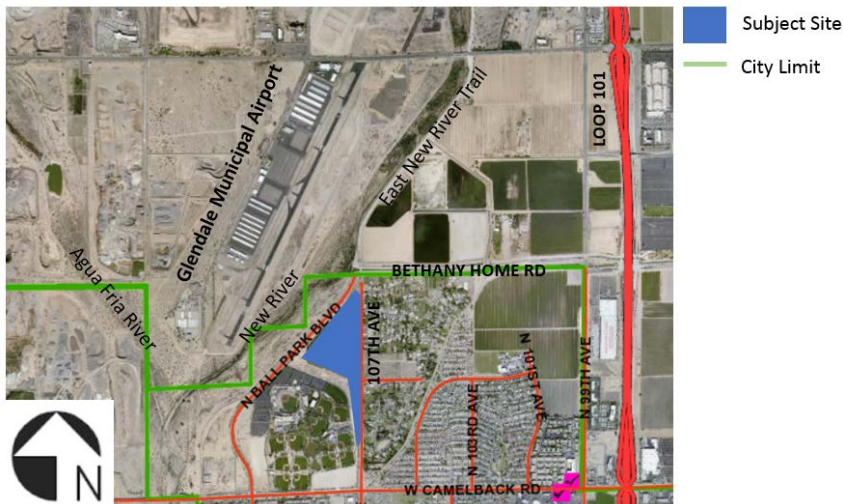 Subject Site
City Limit
Glendale Municipal Airport
East New River Trail
LOOP 101
Agua Fria River
New River
BETHANY HOME RD
N BALL PARK BLVD
107TH AVE
N 101ST AVE
N 103RD AVE
N 99TH AVE
W CAMELBACK RD
N